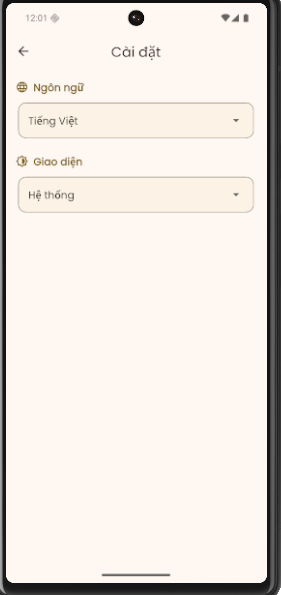 12:01
Cài đặt
Ngôn ngữ
Tiếng Việt
Giao diện
Hệ thống